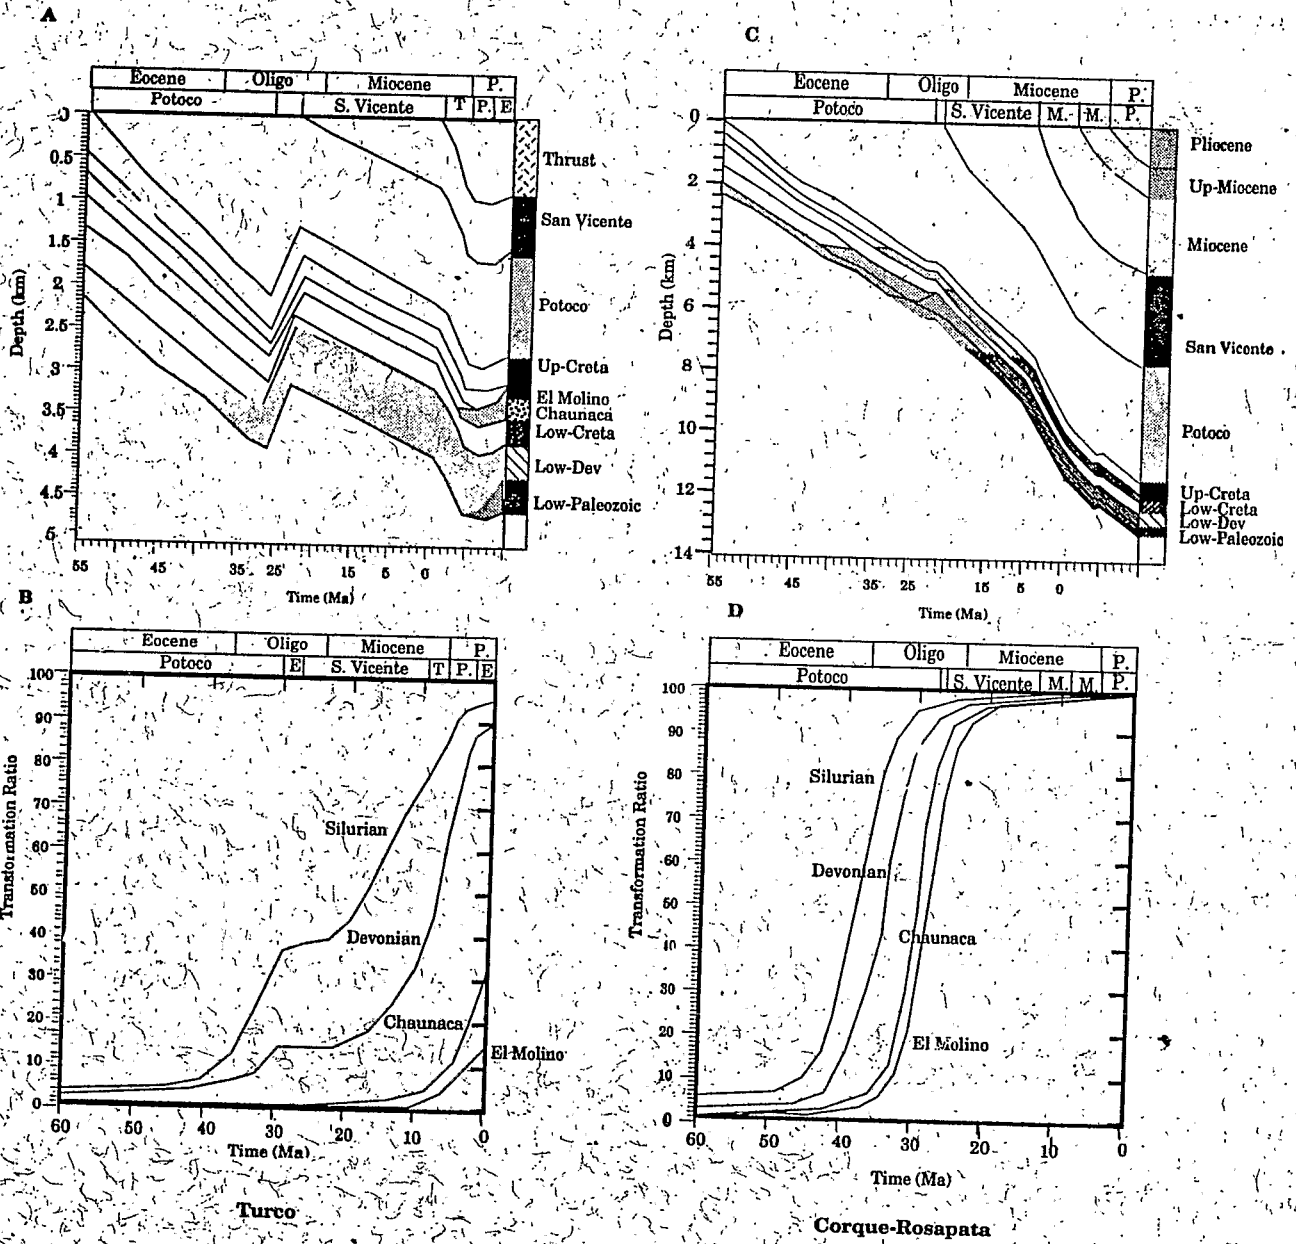 A
Eocene Oligo Miocene P.
Potoco S. Vicente T P. E
0
0.5
1
1.5
2
2.5
3
3.5
4
4.5
5
Depth (km)
Thrust
San Vicente
Potoco
Up-Creta
El Molino
Chaunaca
Low-Creta
Low-Dev
Low-Paleozoic
55 45 35 25 15 5 0
Time (Ma)
C
Eocene Oligo Miocene P.
Potoco S. Vicente M. M. P.
0
2
4
6
8
10
12
14
Depth (km)
Pliocene
Up-Miocene
Miocene
San Vicente
Potoco
Up-Creta
Low-Creta
Low-Dev
Low-Paleozoic
55 45 35 25 15 5 0
Time (Ma)
B
Eocene Oligo Miocene P.
Potoco E S. Vicente T P. E
100
90
80
70
60
50
40
30
20
10
0
Transformation Ratio
Silurian
Devonian
Chaunaca
El Molino
60 50 40 30 20 10 0
Time (Ma)
Turco
D
Eocene Oligo Miocene P.
Potoco S. Vicente M. M. P.
100
90
80
70
60
50
40
30
20
10
0
Transformation Ratio
Silurian
Devonian
Chaunaca
El Molino
60 50 40 30 20 10 0
Time (Ma)
Corque-Rosapata